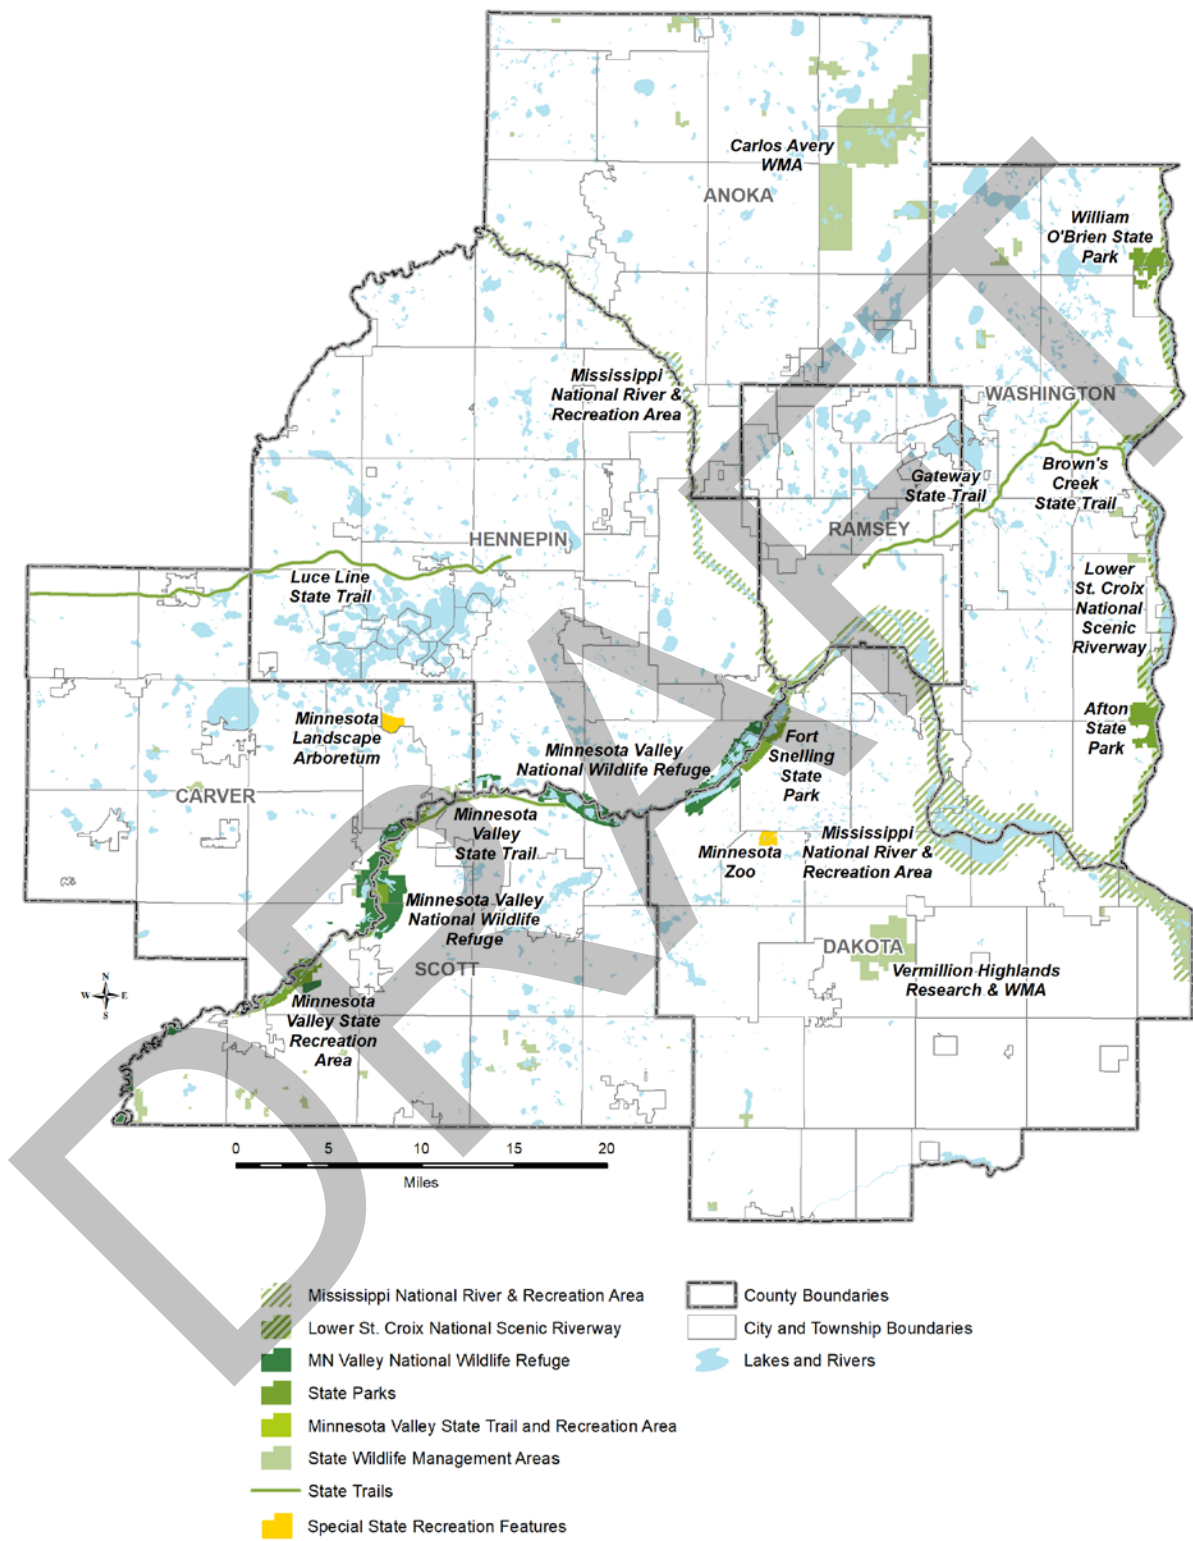 Carlos Avery
WMA
ANOKA
William
O'Brien State
Park
Mississippi
National River &
Recreation Area
WASHINGTON
Gateway
State Trail
Brown's
Creek
State Trail
RAMSEY
HENNEPIN
Luce Line
State Trail
Lower
St. Croix
National
Scenic
Riverway
Minnesota
Landscape
Arboretum
Minnesota Valley
National Wildlife Refuge
Fort
Snelling
State
Park
Afton
State
Park
CARVER
Minnesota
Valley
State Trail
Minnesota
Zoo
Mississippi
National River &
Recreation Area
Minnesota Valley
National Wildlife
Refuge
SCOTT
DAKOTA
Vermillion Highlands
Research & WMA
N
W E
S
Minnesota
Valley State
Recreation
Area
0 5 10 15 20
Miles
DRAFT
Mississippi National River & Recreation Area
Lower St. Croix National Scenic Riverway
MN Valley National Wildlife Refuge
State Parks
Minnesota Valley State Trail and Recreation Area
State Wildlife Management Areas
State Trails
Special State Recreation Features
County Boundaries
City and Township Boundaries
Lakes and Rivers